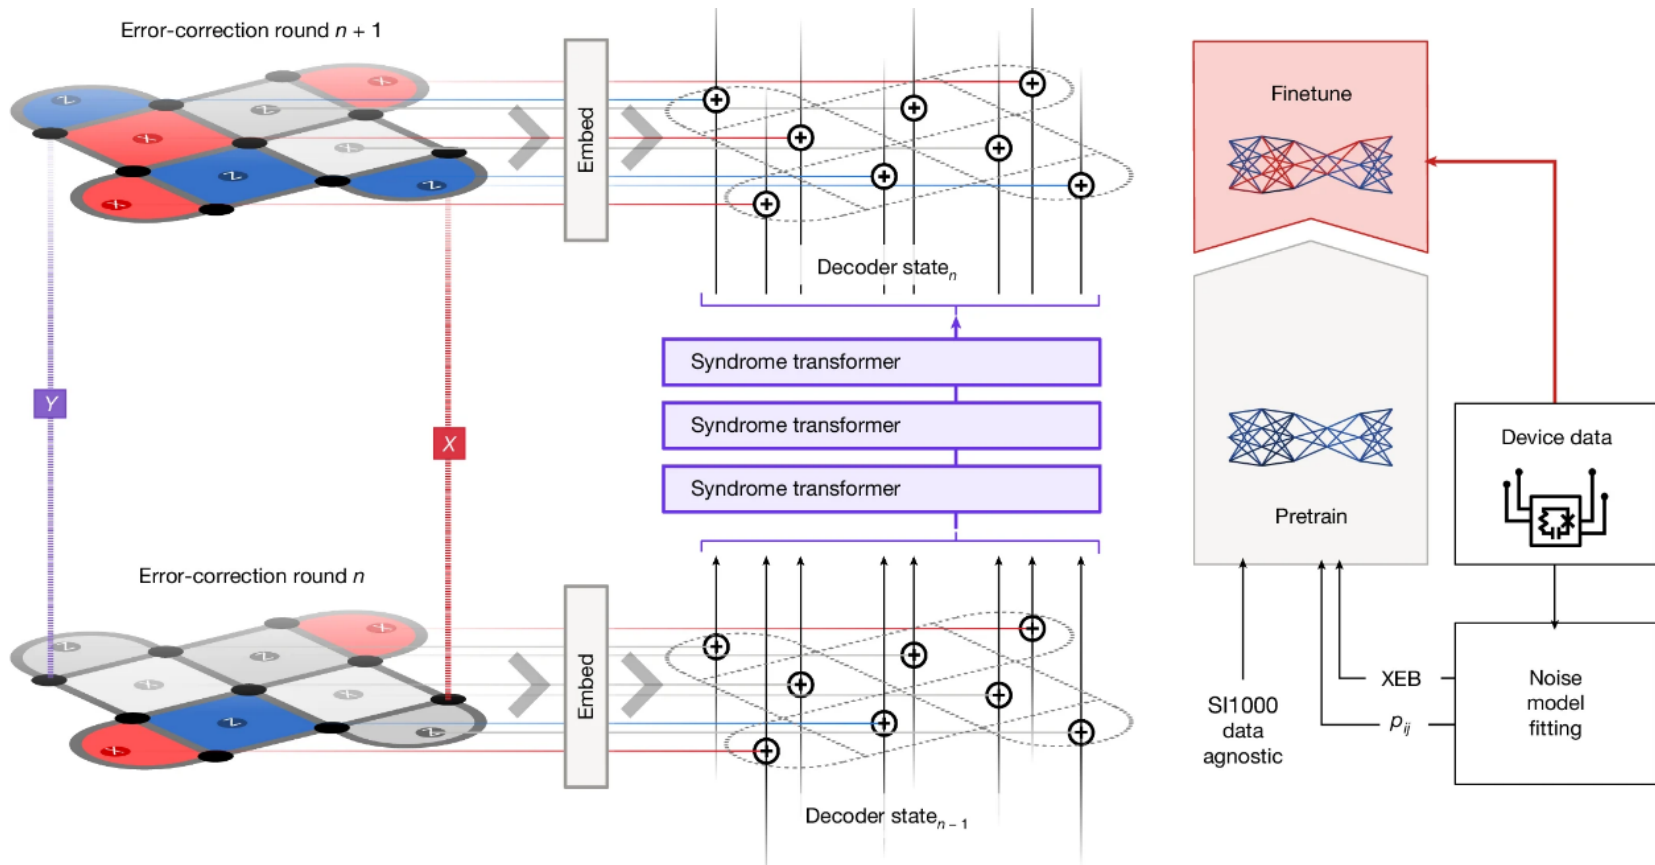 Error-correction round n + 1
Z
X
Z
X
X
X
Z
Z
X
Embed
Decoder state n
Finetune
Y
X
Syndrome transformer
Syndrome transformer
Syndrome transformer
Pretrain
Device data
Error-correction round n
Z
X
Z
X
X
X
Z
Z
X
Embed
Decoder state n − 1
SI1000
data
agnostic
XEB
p ij
Noise
model
fitting